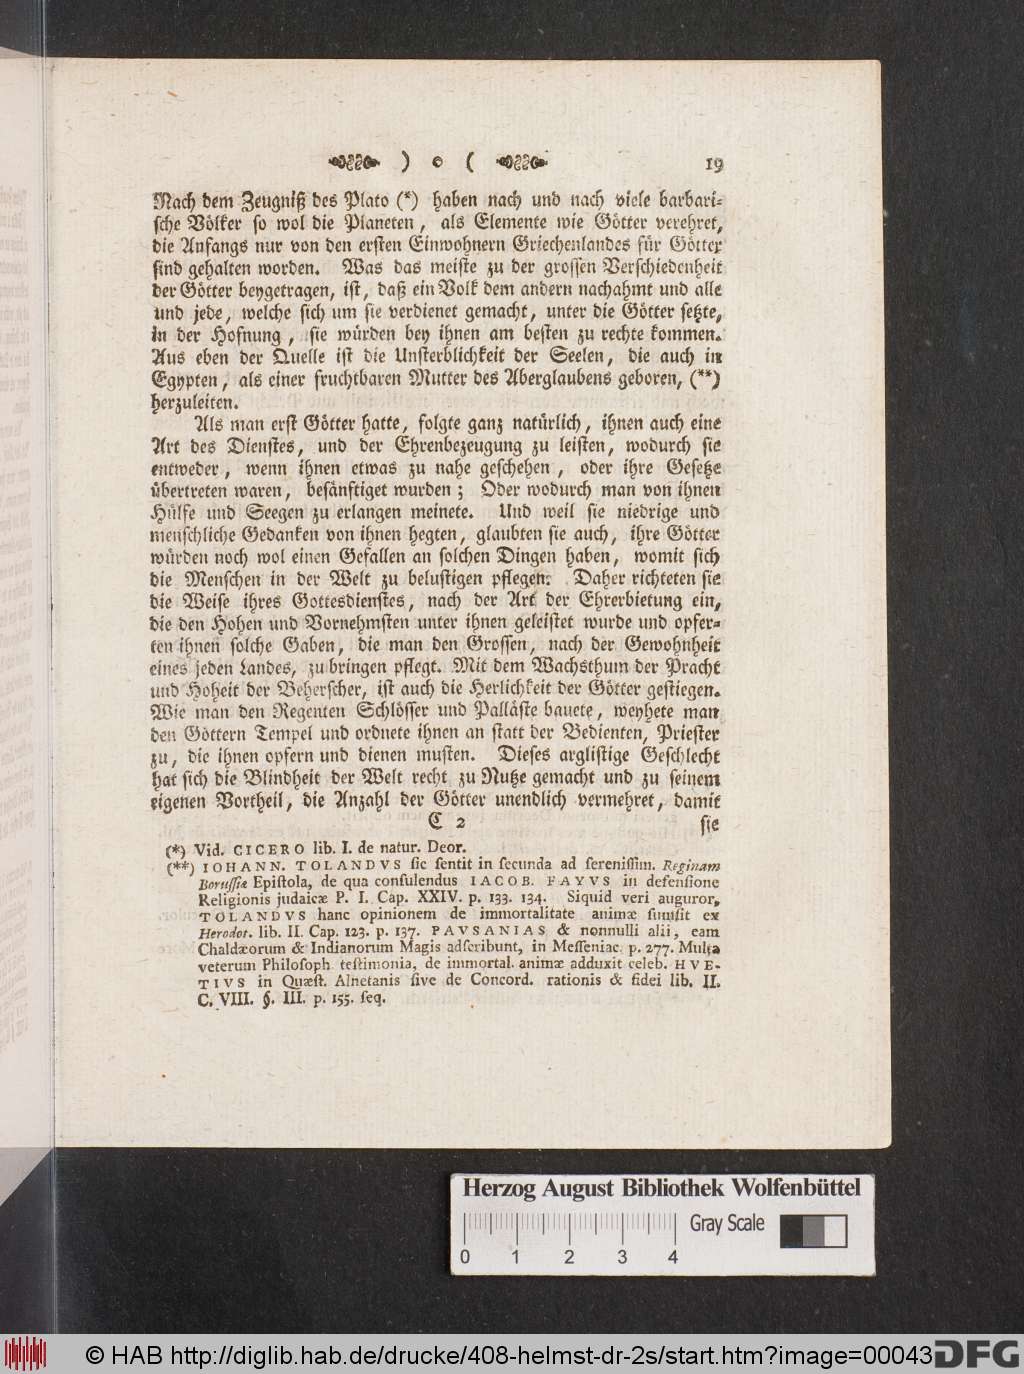 ) o ( 19
Nach dem Zeugniß des Plato (*) haben nach und nach viele barbari-
sche Völker so wol die Planeten, als Elemente wie Götter verehret,
die Anfangs nur von den ersten Einwohnern Griechenlandes für Götter
sind gehalten worden. Was das meiste zu der grossen Verschiedenheit
der Götter beygetragen, ist, daß ein Volk dem andern nachahmt und alle
und jede, welche sich um sie verdienet gemacht, unter die Götter setzte,
in der Hofnung, sie würden bey ihnen am besten zu rechte kommen.
Aus eben der Quelle ist die Unsterblichkeit der Seelen, die auch in
Egypten, als einer fruchtbaren Mutter des Aberglaubens geboren, (**)
herzuleiten.
Als man erst Götter hatte, folgte ganz natürlich, ihnen auch eine
Art des Dienstes, und der Ehrenbezeugung zu leisten, wodurch sie
entweder, wenn ihnen etwas zu nahe geschehen, oder ihre Gesetze
übertreten waren, besänftiget wurden; Oder wodurch man von ihnen
Hülfe und Seegen zu erlangen meinete. Und weil sie niedrige und
menschliche Gedanken von ihnen hegten, glaubten sie auch, ihre Götter
würden noch wol einen Gefallen an solchen Dingen haben, womit sich
die Menschen in der Welt zu belustigen pflegen. Daher richteten sie
die Weise ihres Gottesdienstes, nach der Art der Ehrerbietung ein,
die den Hohen und Vornehmsten unter ihnen geleistet wurde und opfer-
ten ihnen solche Gaben, die man den Grossen, nach der Gewohnheit
eines jeden Landes, zu bringen pflegt. Mit dem Wachsthum der Pracht
und Hoheit der Beherscher, ist auch die Herlichkeit der Götter gestiegen.
Wie man den Regenten Schlösser und Palläste bauete, weyhete man
den Göttern Tempel und ordnete ihnen an statt der Bedienten, Priester
zu, die ihnen opfern und dienen musten. Dieses arglistige Geschlecht
hat sich die Blindheit der Welt recht zu Nutze gemacht und zu seinem
eigenen Vortheil, die Anzahl der Götter unendlich vermehret, damit
C 2 sie
(*) Vid. CICERO lib. I. de natur. Deor.
(**) IOHANN. TOLANDVS sic sentit in secunda ad serenissim. Reginam
Borussiæ Epistola, de qua consulendus IACOB. FAYVS in defensione
Religionis judaicæ P. I. Cap. XXIV. p. 133. 134. Siquid veri auguror,
TOLANDVS hanc opinionem de immortalitate animæ sumsit ex
Herodot. lib. II. Cap. 123. p. 137. PAVSANIAS & nonnulli alii, eam
Chaldæorum & Indianorum Magis adscribunt, in Messeniac. p. 277. Multa
veterum Philosoph. testimonia, de immortal. animæ adduxit celeb. HVE-
TIVS in Quæst. Alnetanis sive de Concord. rationis & fidei lib. II.
C. VIII. §. III. p. 155. seq.
Herzog August Bibliothek Wolfenbüttel
Gray Scale
0 1 2 3 4
© HAB http://diglib.hab.de/drucke/408-helmst-dr-2s/start.htm?image=00043
DFG